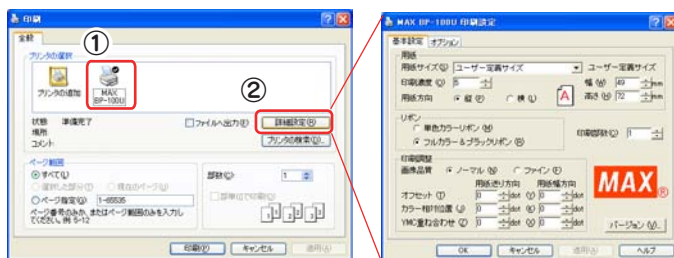 印刷
全般
プリンタの選択
①
プリンタの追加
MAX
BP-100U
②
状態 準備完了
場所
コメント
ファイルへ出力(F)
詳細設定(R)
プリンタの検索(D)...
ページ範囲
すべて(L)
選択した部分(T)
現在のページ(U)
ページ指定(G)
1-65535
ページ番号のみか、またはページ範囲のみを入力し
てください。例 5-12
部数(C)
1
部単位で印刷(O)
1 1 2 2 3 3
印刷(P)
キャンセル
適用(A)
MAX BP-100U 印刷設定
基本設定
オプション
用紙
用紙サイズ(Z)
ユーザー定義サイズ
ユーザー定義サイズ
印刷濃度(C)
5
幅(W)
49
mm
用紙方向
縦(P)
横(L)
A
高さ(H)
72
mm
リボン
単色カラーリボン(M)
フルカラー＆ブラックリボン(B)
印刷部数(C)
1
印刷調整
画像品質
ノーマル(N)
ファイン(E)
用紙送り方向
用紙幅方向
オフセット(T)
0
dot
0
dot
カラー相対位置(J)
0
dot
0
dot
YMC重ね合わせ(Z)
0
dot
0
dot
MAX®
バージョン(V)...
OK
キャンセル
適用(A)
ヘルプ